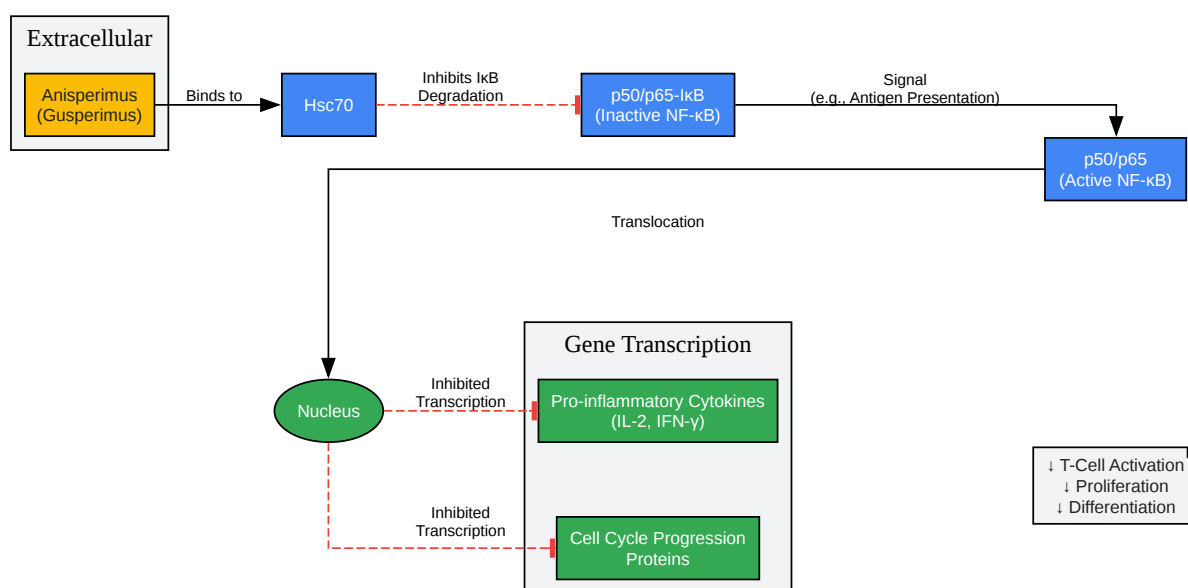 Extracellular
Anisperimus
(Gusperimus)
Binds to
Hsc70
Inhibits IκB
Degradation
p50/p65-IκB
(Inactive NF-κB)
Signal
(e.g., Antigen Presentation)
p50/p65
(Active NF-κB)
Translocation
Gene Transcription
Nucleus
Inhibited
Transcription
Pro-inflammatory Cytokines
(IL-2, IFN-γ)
Inhibited
Transcription
Cell Cycle Progression
Proteins
↓ T-Cell Activation
↓ Proliferation
↓ Differentiation